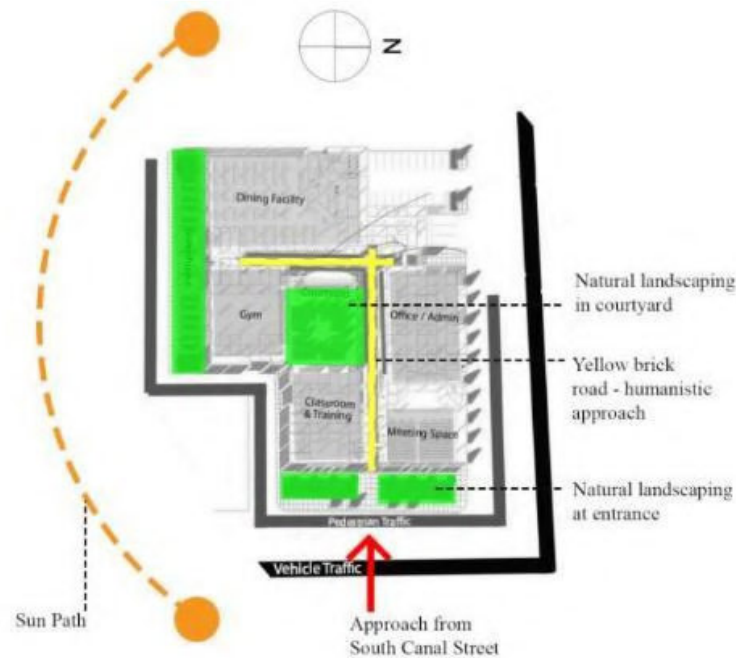 N
Dining Facility
Gym
Office / Admin
Classroom
& Training
Meeting Space
Pedestrian Traffic
Vehicle Traffic
Natural landscaping
in courtyard
Yellow brick
road - humanistic
approach
Natural landscaping
at entrance
Sun Path
Approach from
South Canal Street